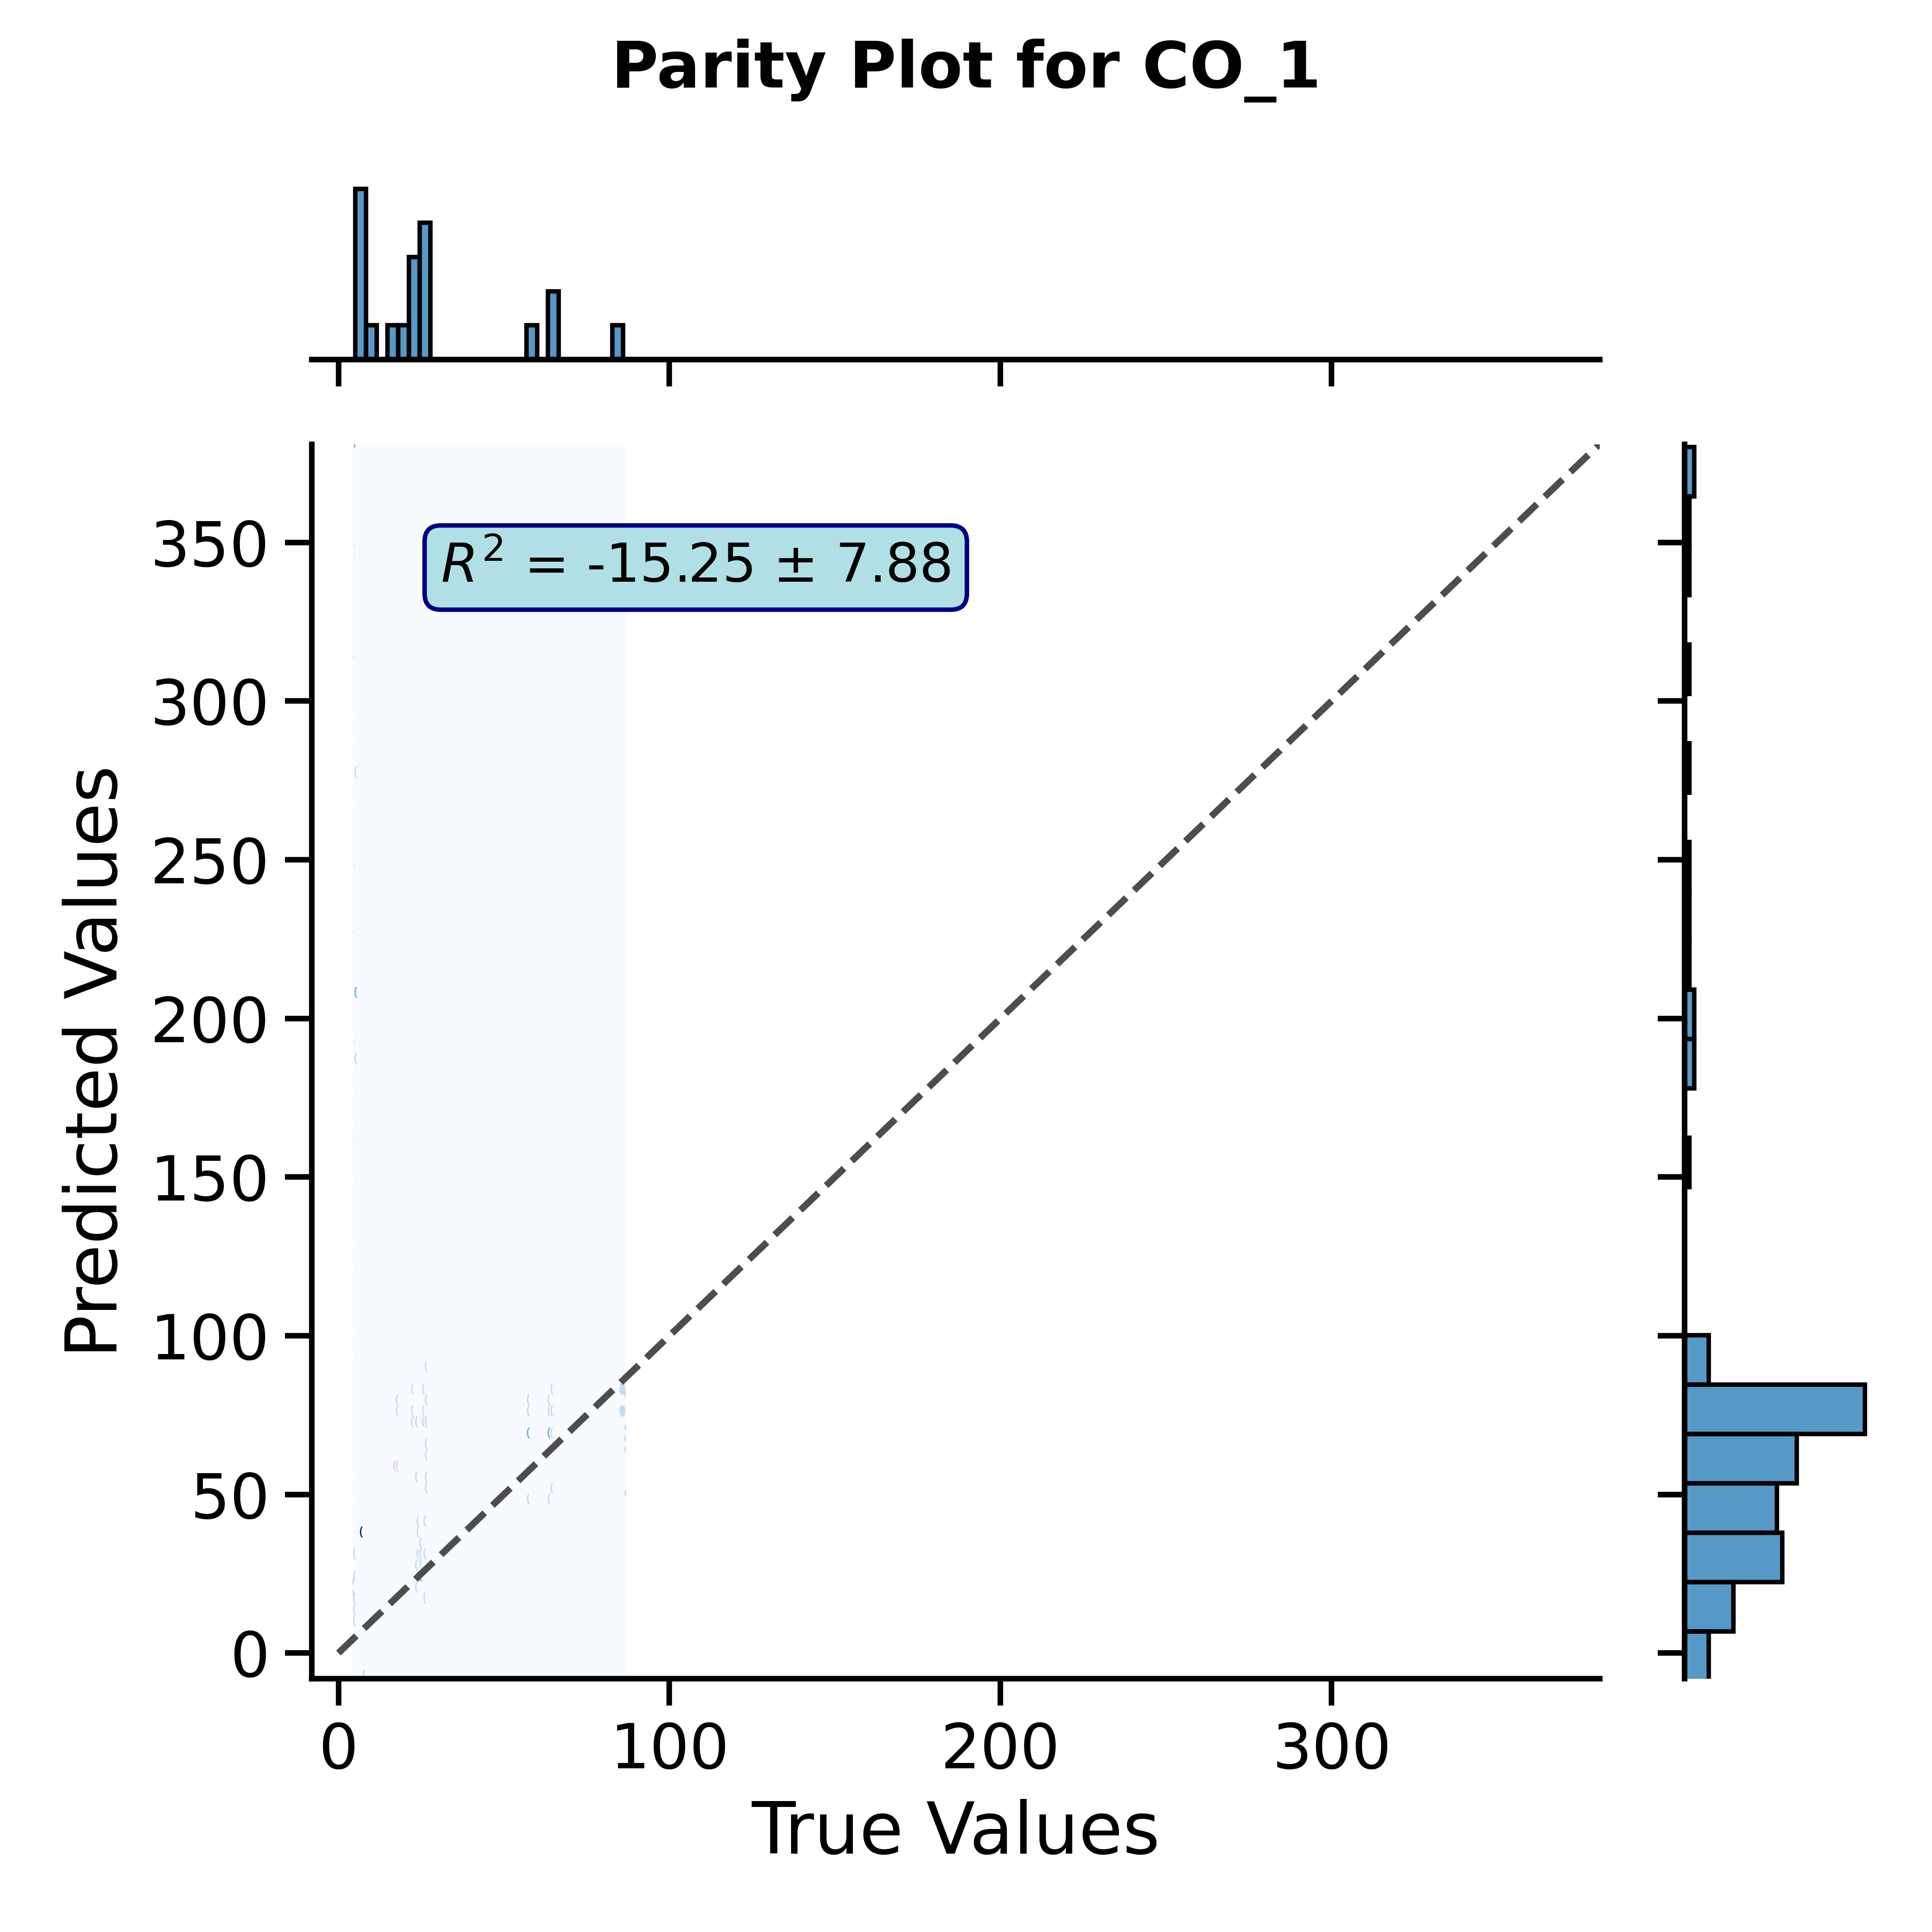 Parity Plot for CO_1
R² = -15.25 ± 7.88
350
300
250
200
150
100
50
0
Predicted Values
0 100 200 300
True Values